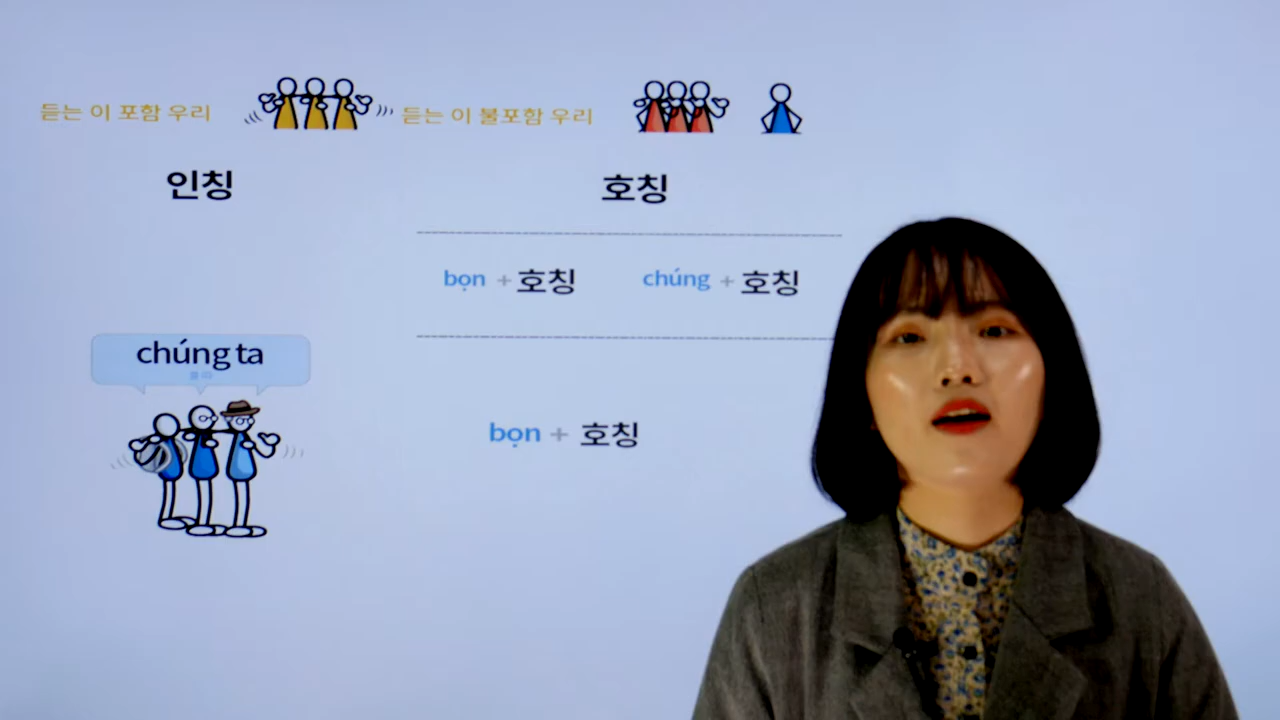 듣는 이 포함 우리
듣는 이 불포함 우리
인칭
호칭
bọn + 호칭
chúng + 호칭
chúng ta
bọn + 호칭